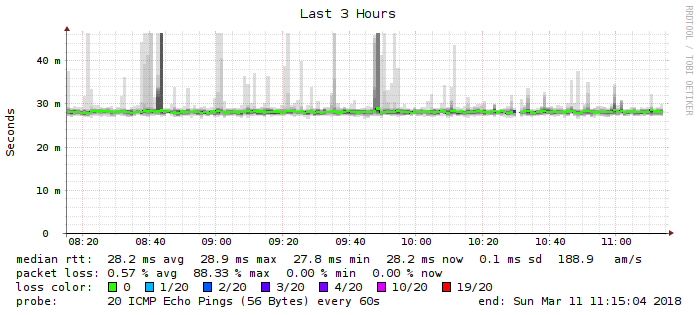 Last 3 Hours
RRDTOOL / TOBI OETIKER
Seconds
40 m
30 m
20 m
10 m
0
08:20 08:40 09:00 09:20 09:40 10:00 10:20 10:40 11:00
median rtt: 28.2 ms avg 28.9 ms max 27.8 ms min 28.2 ms now 0.1 ms sd 188.9 am/s
packet loss: 0.57 % avg 88.33 % max 0.00 % min 0.00 % now
loss color: 0 1/20 2/20 3/20 4/20 10/20 19/20
probe: 20 ICMP Echo Pings (56 Bytes) every 60s end: Sun Mar 11 11:15:04 2018